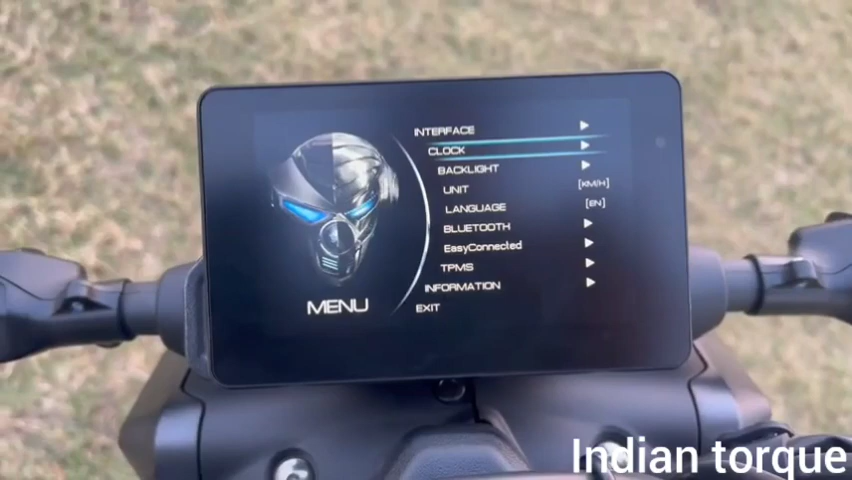 INTERFACE
CLOCK
BACKLIGHT
UNIT [KM/H]
LANGUAGE [EN]
BLUETOOTH
EasyConnected
TPMS
INFORMATION
EXIT
MENU
Indian torque